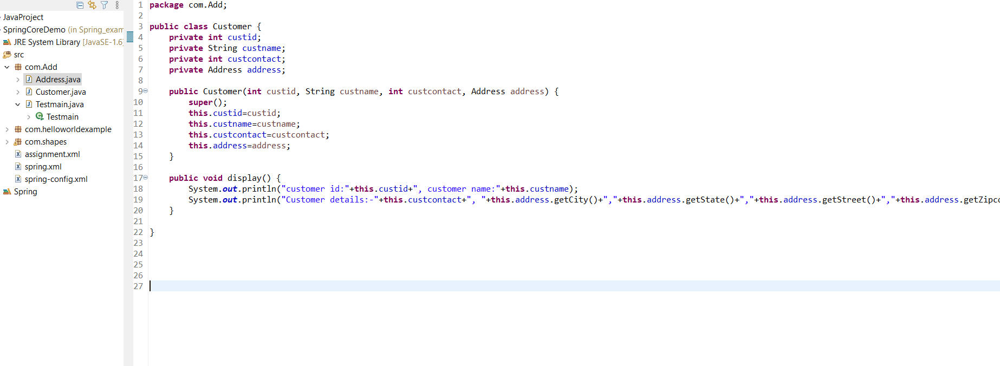 JavaProject
SpringCoreDemo (in Spring_exam
JRE System Library [JavaSE-1.6]
src
com.Add
Address.java
Customer.java
Testmain.java
Testmain
com.helloworldexample
com.shapes
assignment.xml
spring.xml
spring-config.xml
Spring
1 package com.Add;
2
3 public class Customer {
4 private int custid;
5 private String custname;
6 private int custcontact;
7 private Address address;
8
9 public Customer(int custid, String custname, int custcontact, Address address) {
10 super();
11 this.custid=custid;
12 this.custname=custname;
13 this.custcontact=custcontact;
14 this.address=address;
15 }
16
17 public void display() {
18 System.out.println("customer id:"+this.custid+", customer name:"+this.custname);
19 System.out.println("Customer details:-"+this.custcontact+", "+this.address.getCity()+","+this.address.getState()+","+this.address.getStreet()+","+this.address.getZipco
20 }
21
22 }
23
24
25
26
27